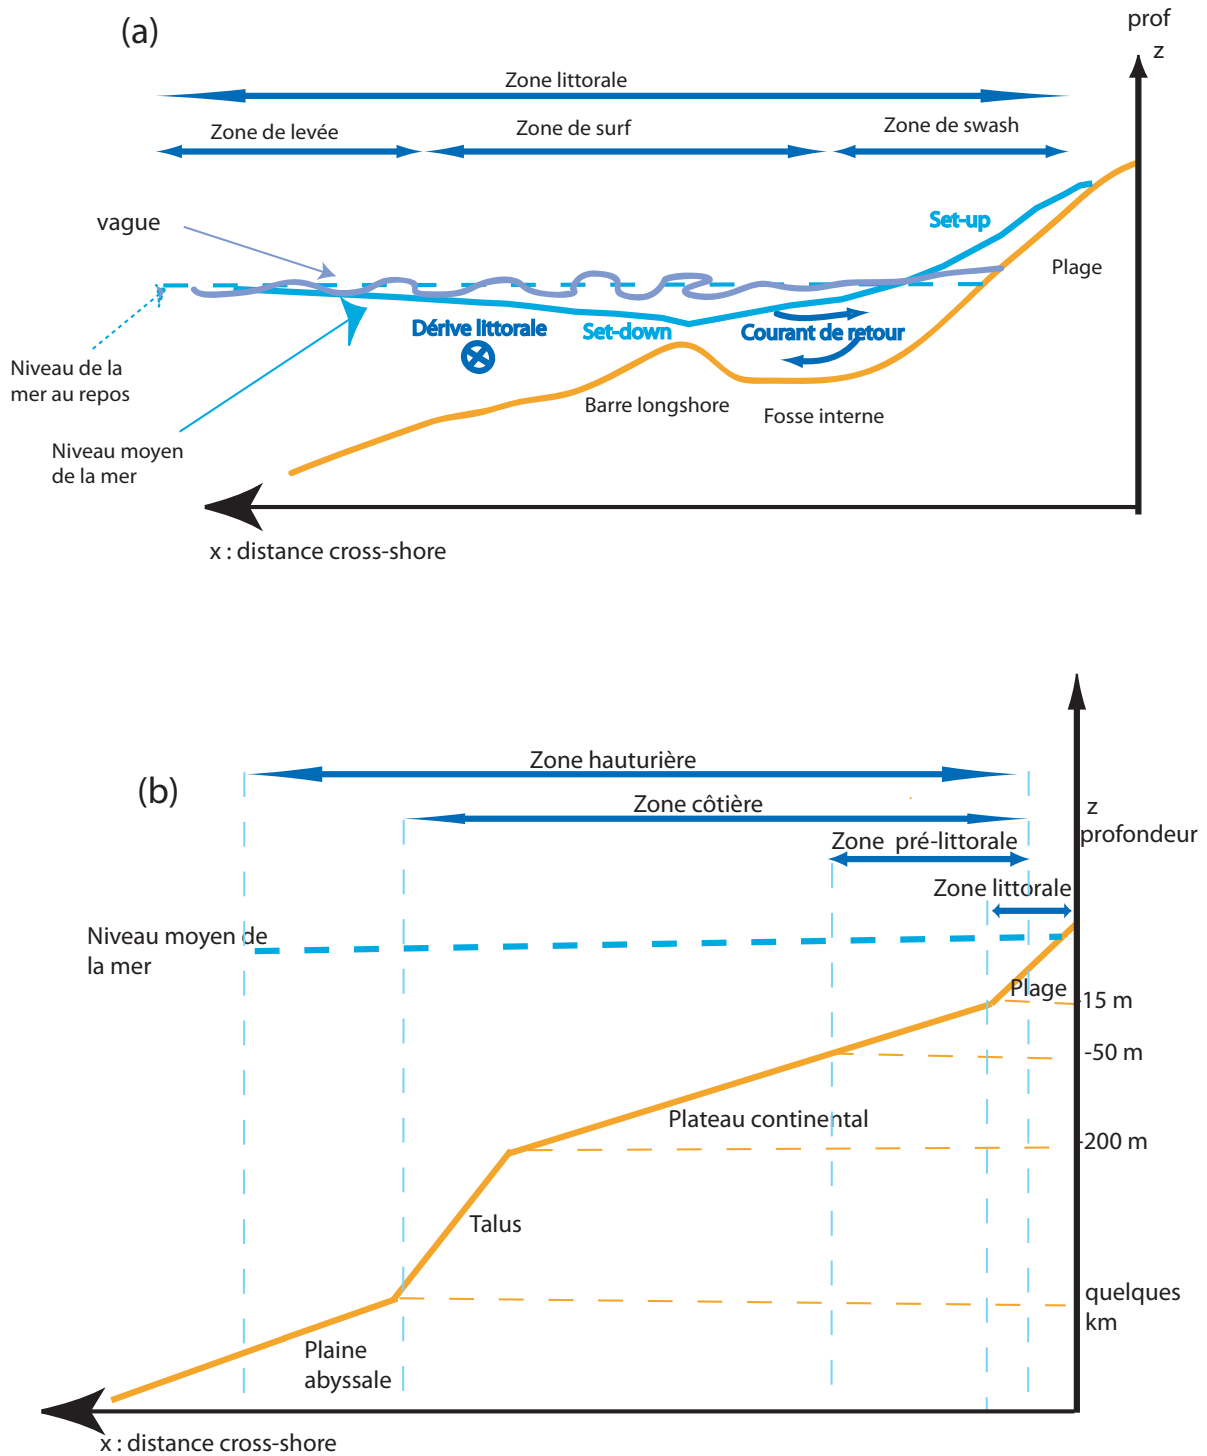 (a)
prof
z
Zone littorale
Zone de levée
Zone de surf
Zone de swash
vague
Set-up
Plage
Dérive littorale
Set-down
Courant de retour
Niveau de la
mer au repos
Barre longshore
Fosse interne
Niveau moyen
de la mer
x : distance cross-shore
(b)
Zone hauturière
Zone côtière
z
profondeur
Zone pré-littorale
Zone littorale
Niveau moyen de
la mer
Plage
-15 m
-50 m
Plateau continental
-200 m
Talus
quelques
km
Plaine
abyssale
x : distance cross-shore